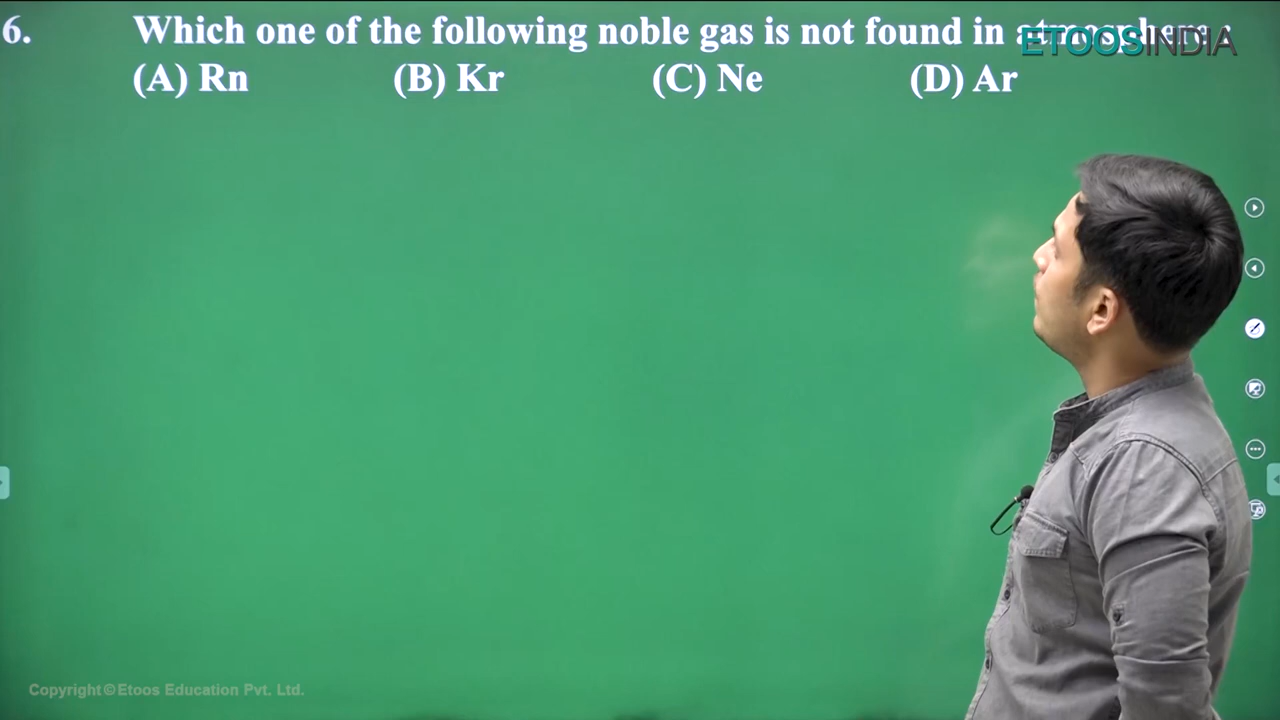 6. Which one of the following noble gas is not found in atmosphere :
ETOOSINDIA
(A) Rn (B) Kr (C) Ne (D) Ar
Copyright © Etoos Education Pvt. Ltd.